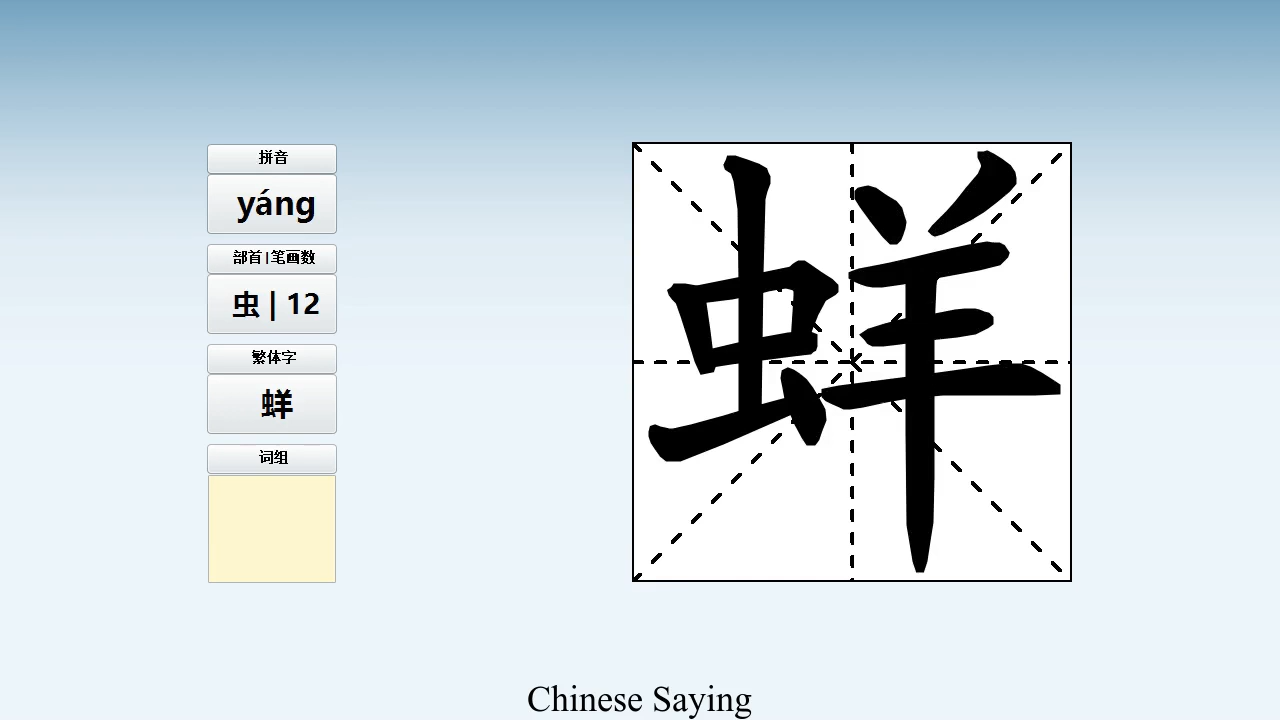 拼音
yáng
部首|笔画数
虫 | 12
繁体字
蛘
词组
蛘
Chinese Saying